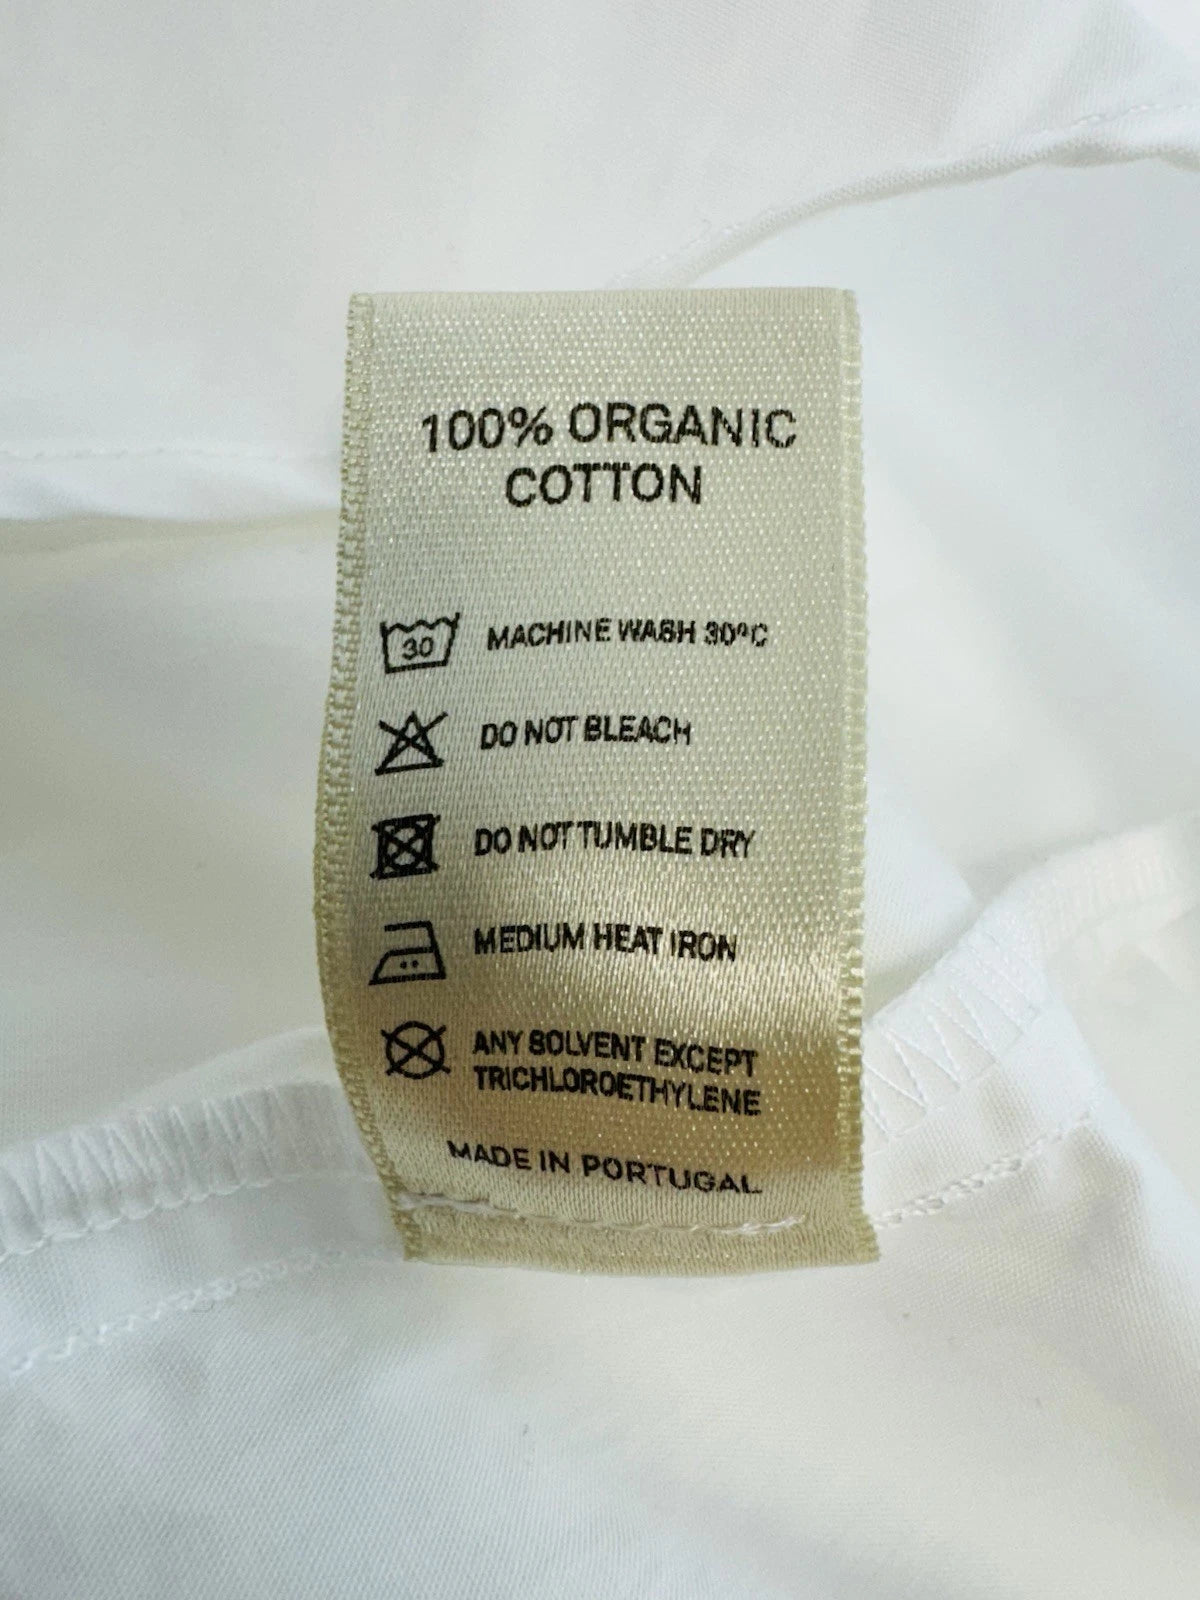 100% ORGANIC
COTTON
30 MACHINE WASH 30ºC
DO NOT BLEACH
DO NOT TUMBLE DRY
MEDIUM HEAT IRON
ANY SOLVENT EXCEPT
TRICHLOROETHYLENE
MADE IN PORTUGAL